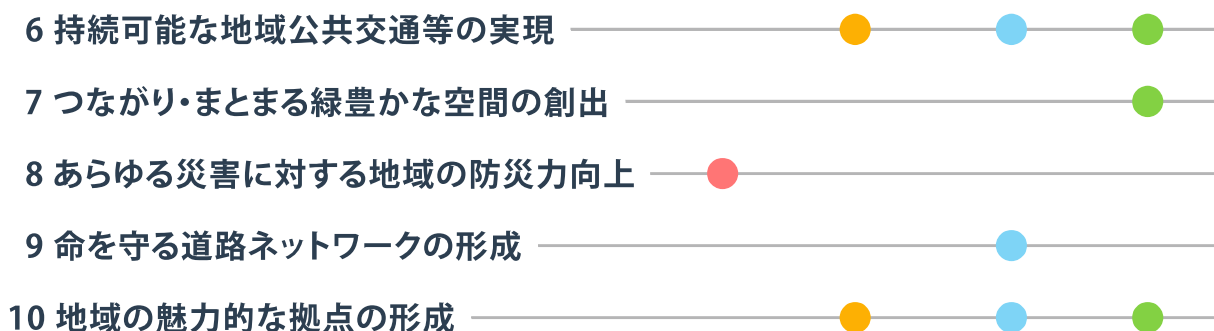 6 持続可能な地域公共交通等の実現
7 つながり・まとまる緑豊かな空間の創出
8 あらゆる災害に対する地域の防災力向上
9 命を守る道路ネットワークの形成
10 地域の魅力的な拠点の形成